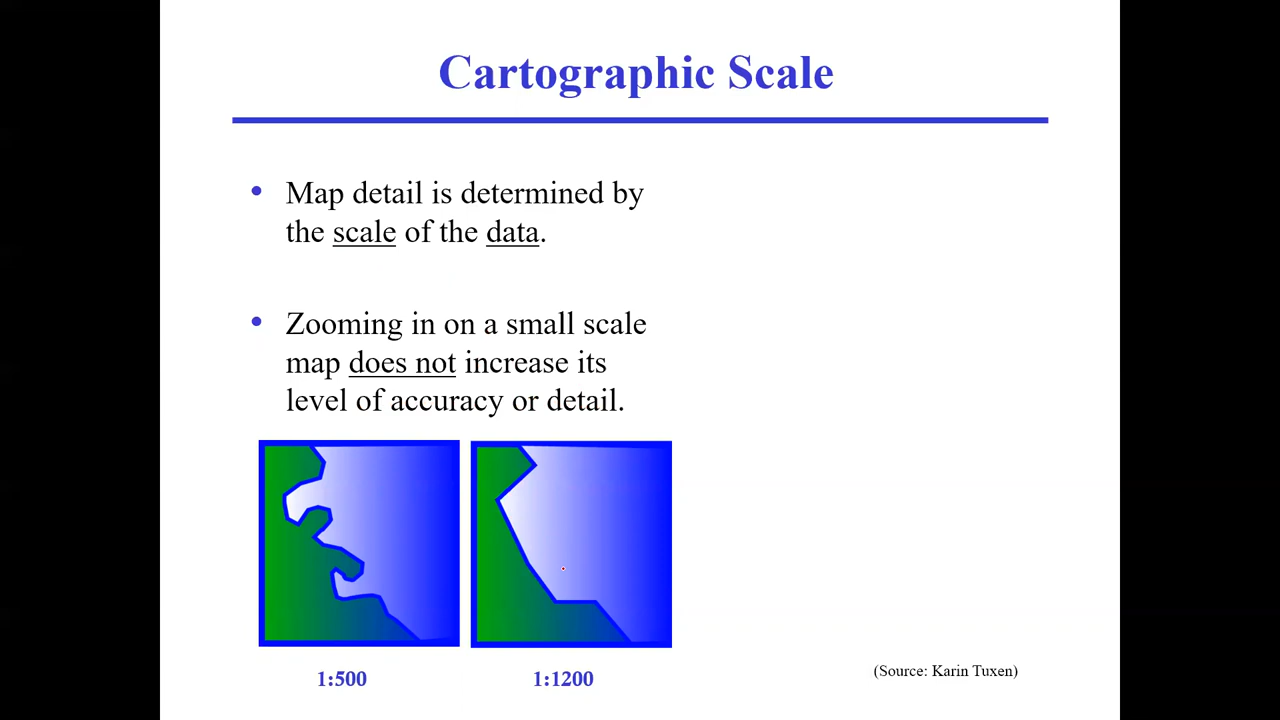 Cartographic Scale
• Map detail is determined by
the scale of the data.
• Zooming in on a small scale
map does not increase its
level of accuracy or detail.
1:500
1:1200
(Source: Karin Tuxen)